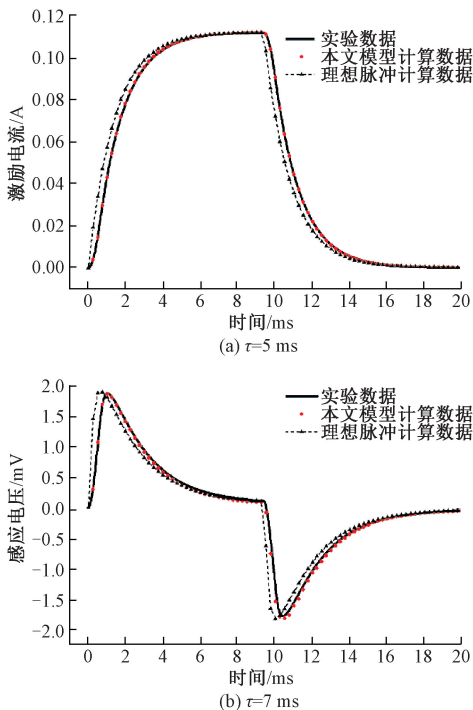 0.12
0.10
0.08
0.06
0.04
0.02
0.00
激励电流/A
实验数据
本文模型计算数据
理想脉冲计算数据
0 2 4 6 8 10 12 14 16 18 20
时间/ms
(a) τ=5 ms
2.0
1.5
1.0
0.5
0.0
−0.5
−1.0
−1.5
−2.0
感应电压/mV
实验数据
本文模型计算数据
理想脉冲计算数据
0 2 4 6 8 10 12 14 16 18 20
时间/ms
(b) τ=7 ms